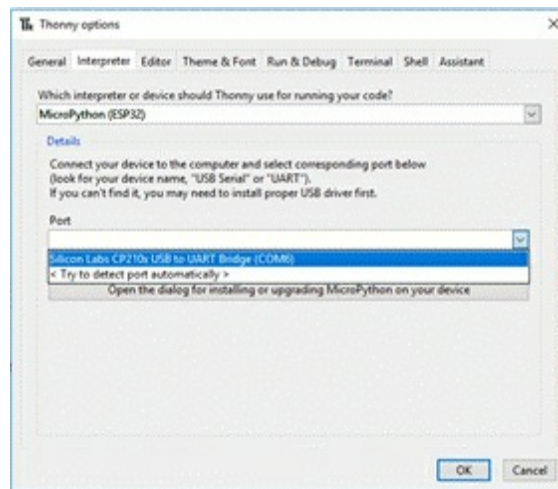 Thonny options
General Interpreter Editor Theme & Font Run & Debug Terminal Shell Assistant
Which interpreter or device should Thonny use for running your code?
MicroPython (ESP32)
Details
Connect your device to the computer and select corresponding port below
(look for your device name, "USB Serial" or "UART").
If you can't find it, you may need to install proper USB driver first.
Port
Silicon Labs CP210x USB to UART Bridge (COM6)
< Try to detect port automatically >
Open the dialog for installing or upgrading MicroPython on your device
OK Cancel